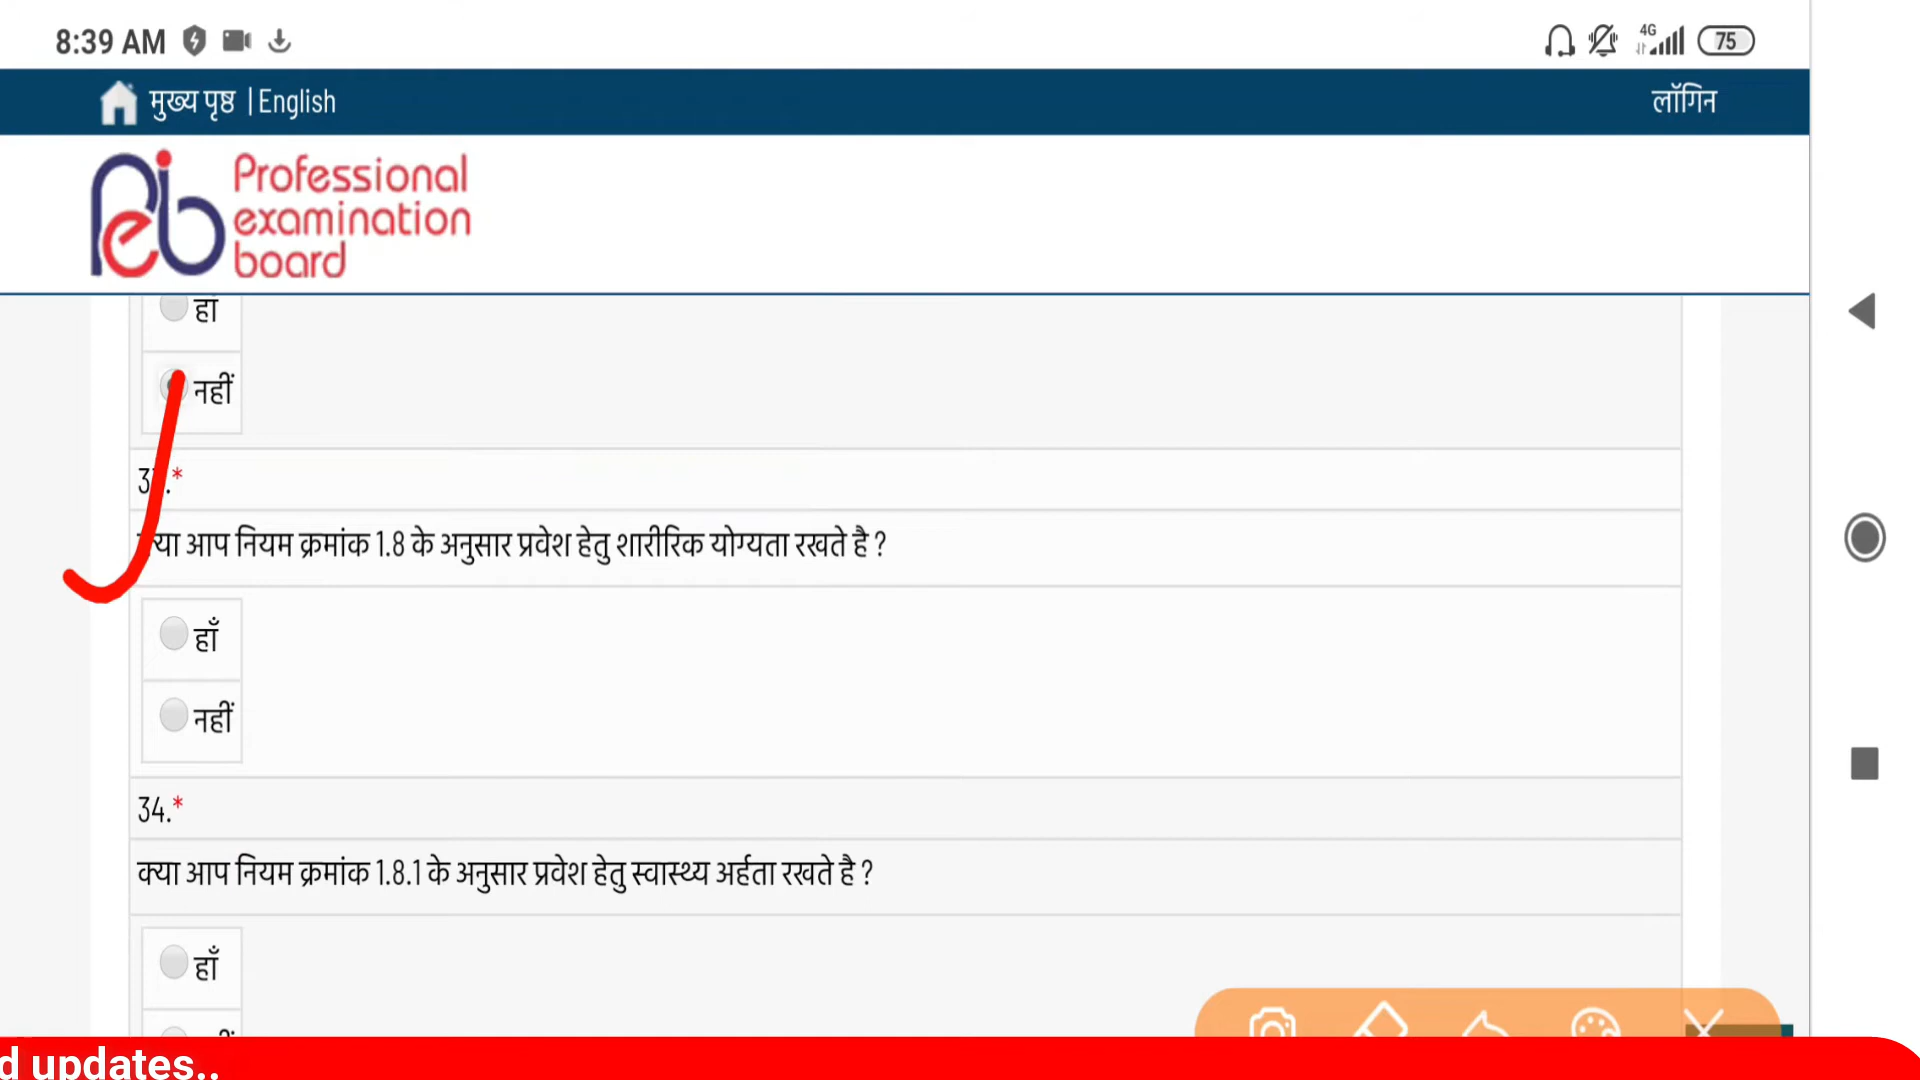 8:39 AM
4G
75
मुख्य पृष्ठ | English
लॉगिन
Professional
examination
board
हाँ
नहीं
*
आप नियम क्रमांक 1.8 के अनुसार प्रवेश हेतु शारीरिक योग्यता रखते है ?
हाँ
नहीं
34.*
क्या आप नियम क्रमांक 1.8.1 के अनुसार प्रवेश हेतु स्वास्थ्य अर्हता रखते है ?
हाँ
updates..